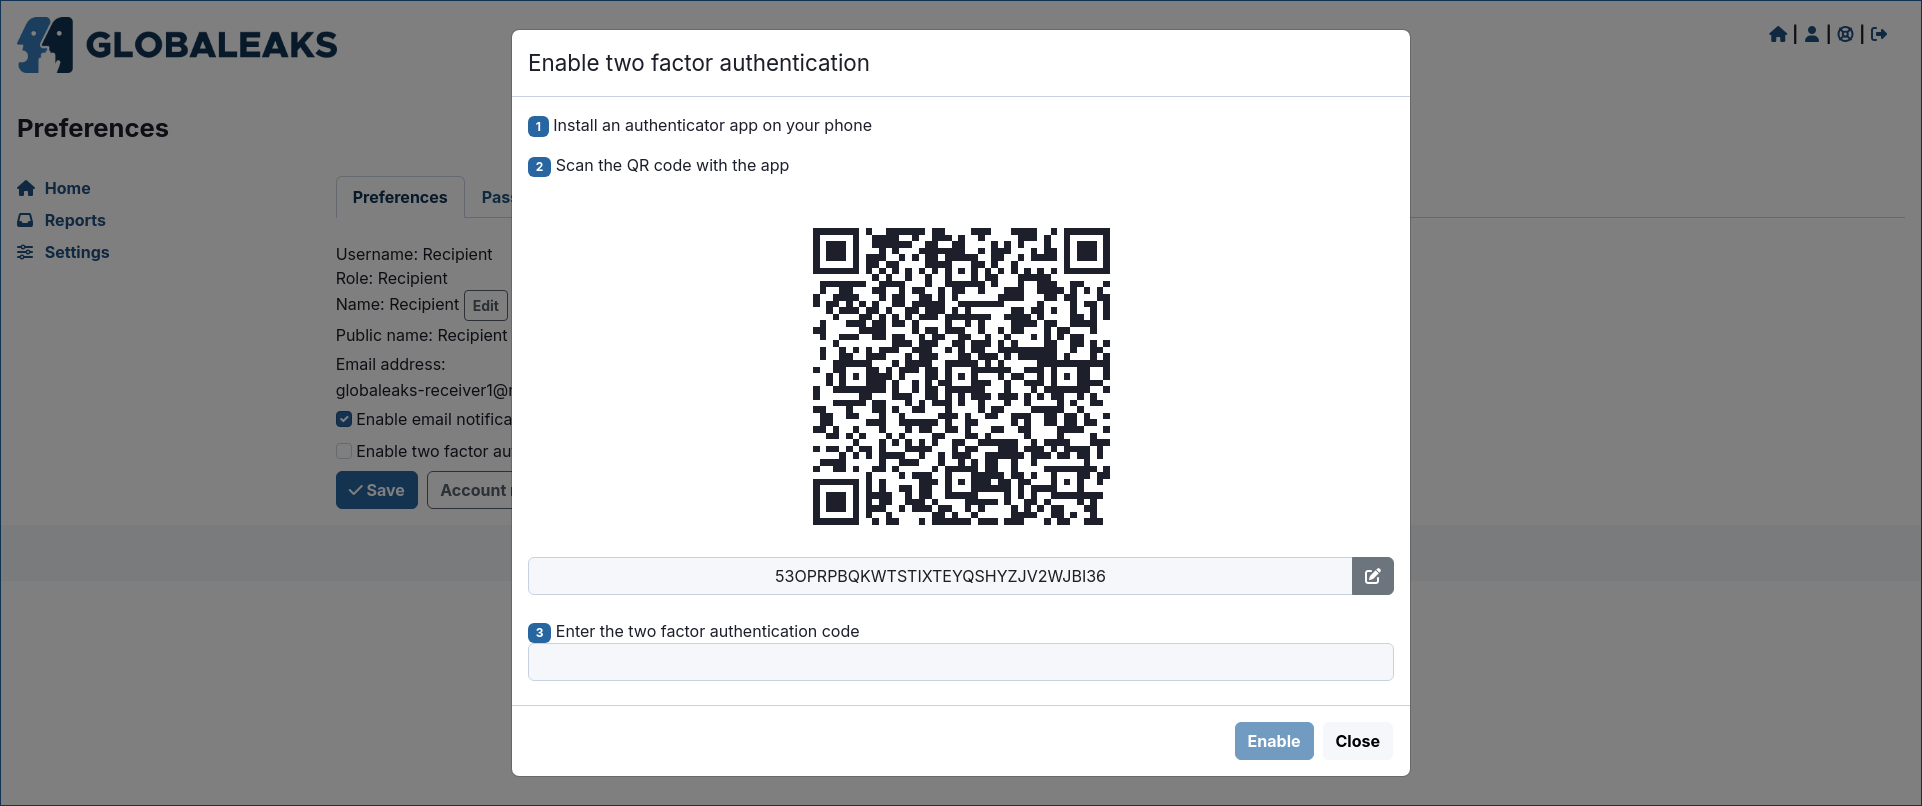 GLOBALEAKS
Preferences
Home
Reports
Settings
Preferences
Pas
Username: Recipient
Role: Recipient
Name: Recipient Edit
Public name: Recipient
Email address:
globaleaks-receiver1@
Enable email notifica
Enable two factor au
Save
Account
Enable two factor authentication
1 Install an authenticator app on your phone
2 Scan the QR code with the app
53OPRPBQKWTSTIXTEYQSHYZJV2WJBI36
3 Enter the two factor authentication code
Enable
Close